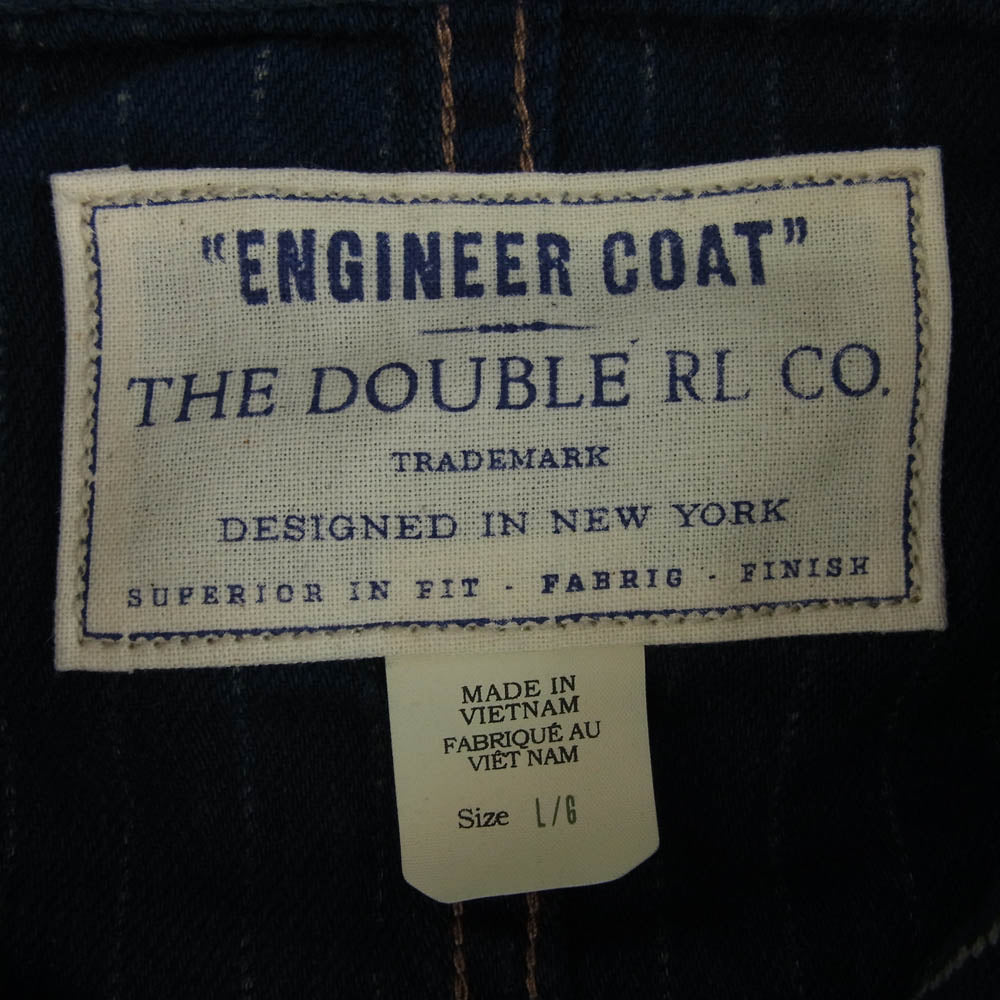 "ENGINEER COAT"
THE DOUBLE RL CO.
TRADEMARK
DESIGNED IN NEW YORK
SUPERIOR IN FIT - FABRIG - FINISH
MADE IN
VIETNAM
FABRIQUÉ AU
VIÊT NAM
Size L/G